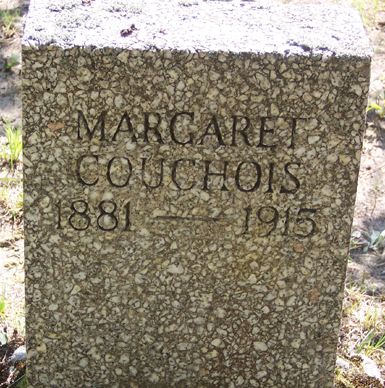 MARGARET
COUCHOIS
1881 — 1915